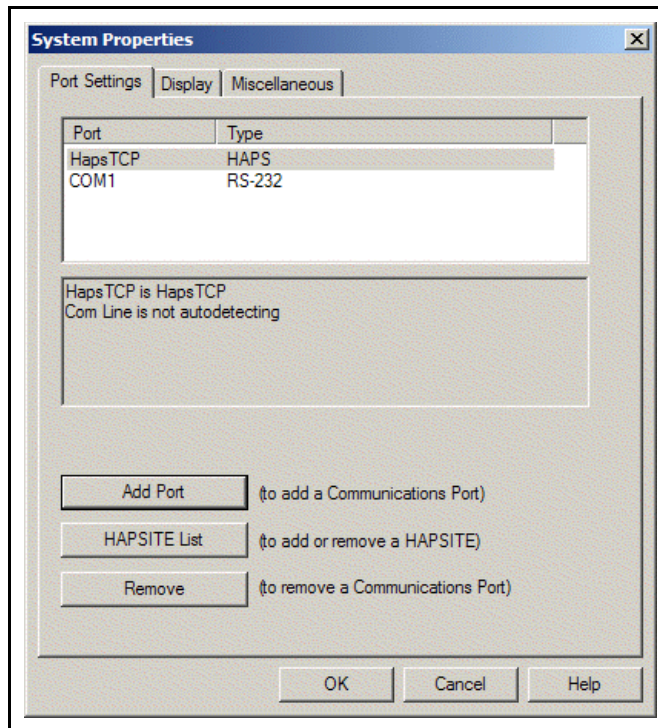 System Properties
Port Settings Display Miscellaneous
Port Type
HapsTCP HAPS
COM1 RS-232
HapsTCP is HapsTCP
Com Line is not autodetecting
Add Port (to add a Communications Port)
HAPSITE List (to add or remove a HAPSITE)
Remove (to remove a Communications Port)
OK Cancel Help